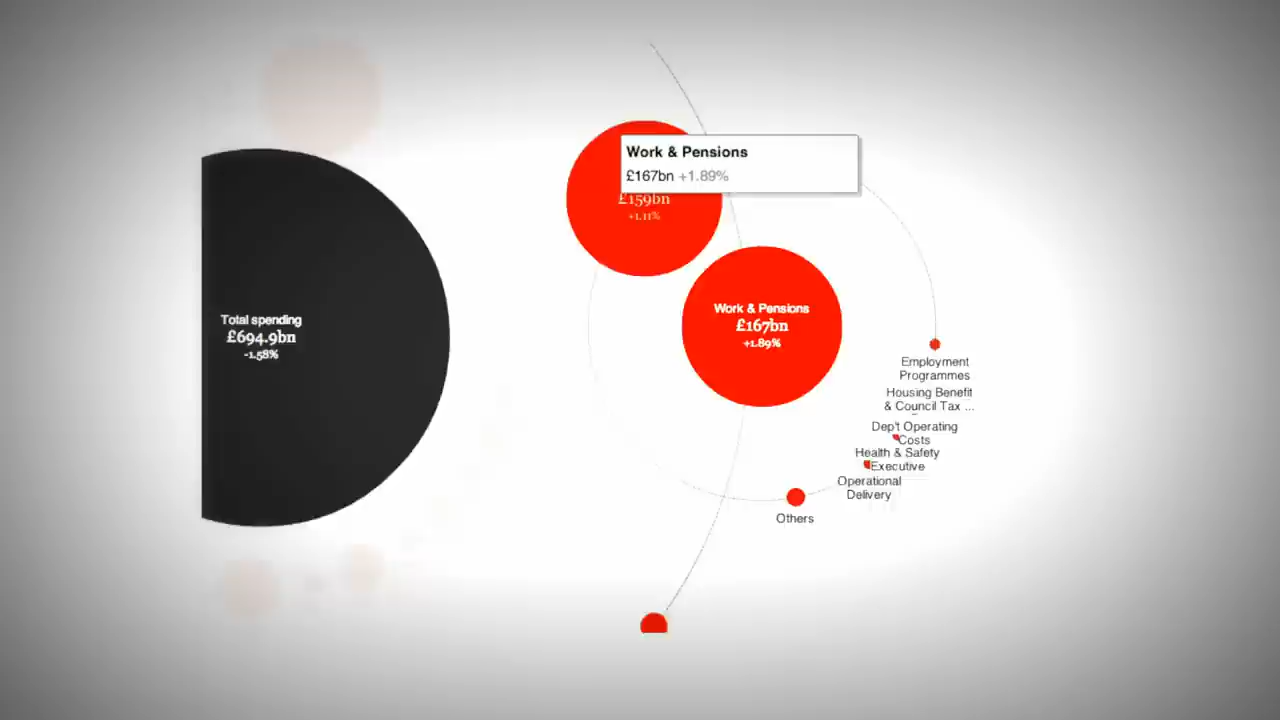 Work & Pensions
£167bn +1.89%
£159bn
+1.11%
Total spending
£694.9bn
-1.58%
Work & Pensions
£167bn
+1.89%
Employment
Programmes
Housing Benefit
& Council Tax ...
Dep't Operating
Costs
Health & Safety
Executive
Operational
Delivery
Others